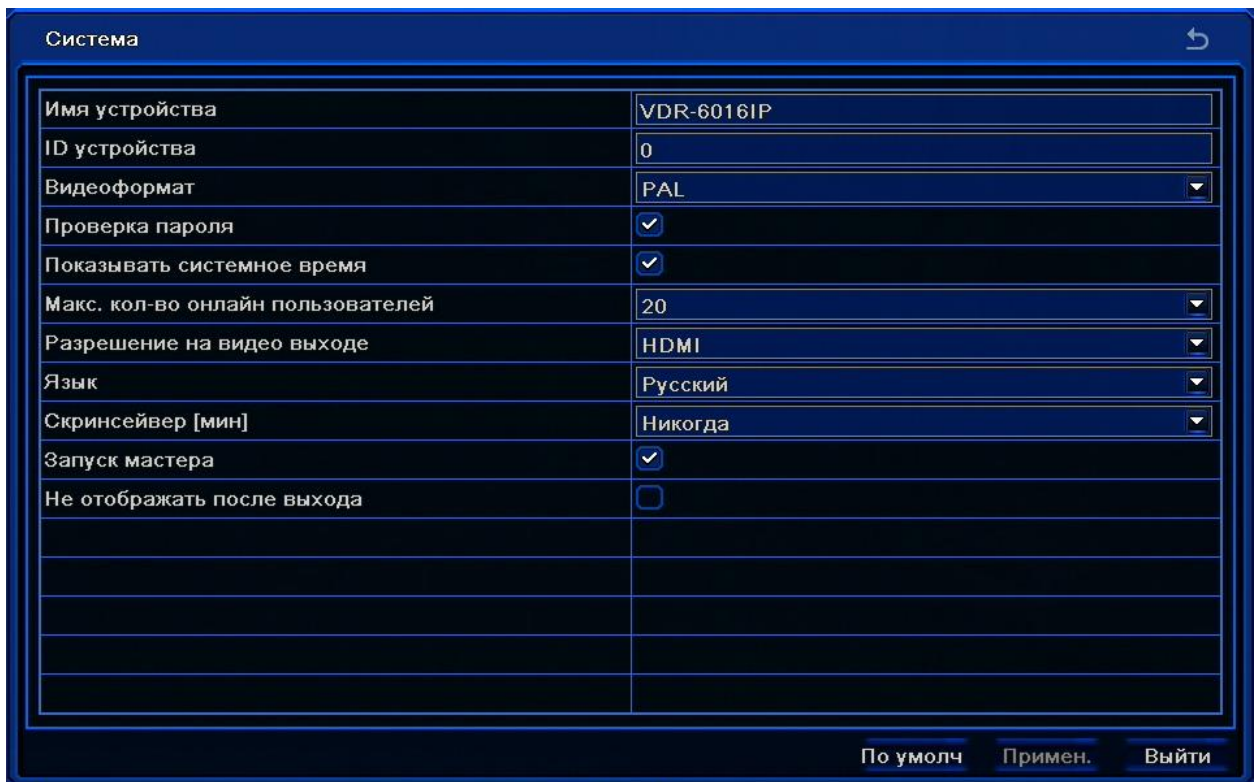 Система
Имя устройства VDR-6016IP
ID устройства 0
Видеоформат PAL
Проверка пароля
Показывать системное время
Макс. кол-во онлайн пользователей 20
Разрешение на видео выходе HDMI
Язык Русский
Скринсейвер [мин] Никогда
Запуск мастера
Не отображать после выхода
По умолч Примен. Выйти